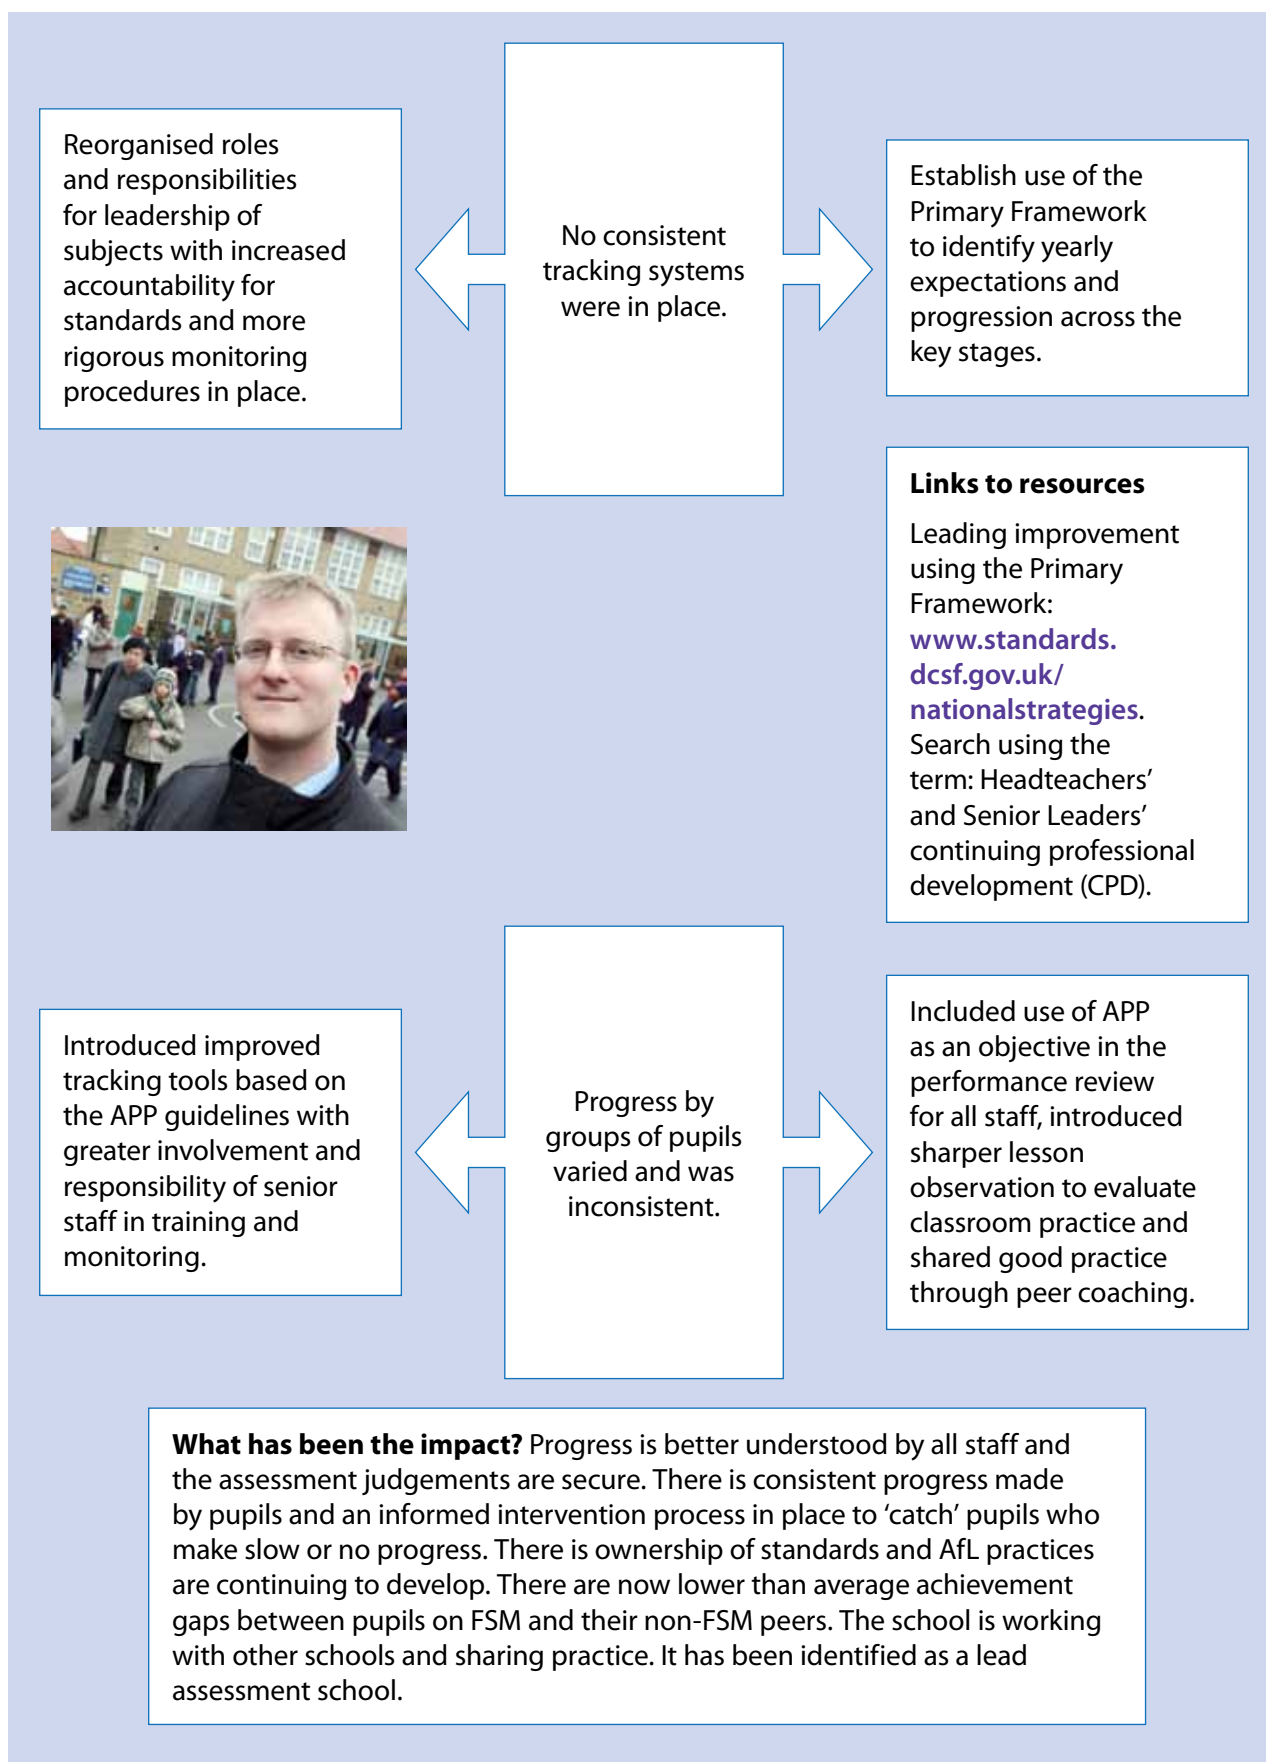 Reorganised roles
and responsibilities
for leadership of
subjects with increased
accountability for
standards and more
rigorous monitoring
procedures in place.
No consistent
tracking systems
were in place.
Establish use of the
Primary Framework
to identify yearly
expectations and
progression across the
key stages.
Links to resources
Leading improvement
using the Primary
Framework:
www.standards.
dcsf.gov.uk/
nationalstrategies.
Search using the
term: Headteachers’
and Senior Leaders’
continuing professional
development (CPD).
Introduced improved
tracking tools based on
the APP guidelines with
greater involvement and
responsibility of senior
staff in training and
monitoring.
Progress by
groups of pupils
varied and was
inconsistent.
Included use of APP
as an objective in the
performance review
for all staff, introduced
sharper lesson
observation to evaluate
classroom practice and
shared good practice
through peer coaching.
What has been the impact? Progress is better understood by all staff and
the assessment judgements are secure. There is consistent progress made
by pupils and an informed intervention process in place to ‘catch’ pupils who
make slow or no progress. There is ownership of standards and AfL practices
are continuing to develop. There are now lower than average achievement
gaps between pupils on FSM and their non-FSM peers. The school is working
with other schools and sharing practice. It has been identified as a lead
assessment school.